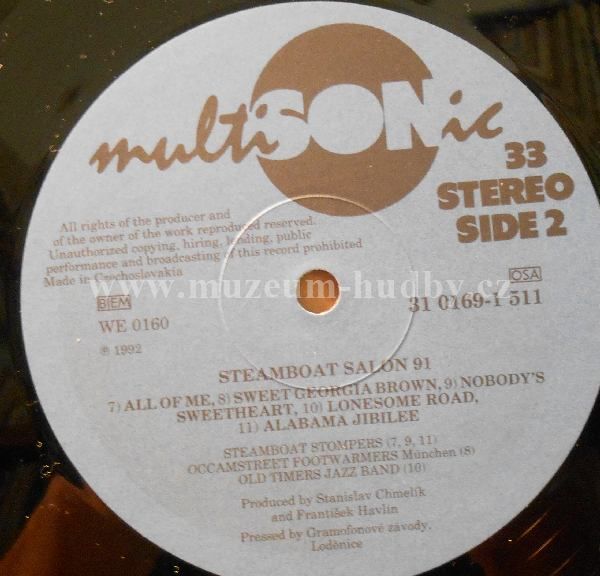 multiSONic
33
STEREO
SIDE 2
All rights of the producer and
of the owner of the work reproduced reserved.
Unauthorized copying, hiring, lending, public
performance and broadcasting of this record prohibited
Made in Czechoslovakia
www.muzeum-hudby.cz
BIEM
OSA
WE 0160
31 0169-1 511
℗ 1992
STEAMBOAT SALON 91
7) ALL OF ME, 8) SWEET GEORGIA BROWN, 9) NOBODY'S
SWEETHEART, 10) LONESOME ROAD,
11) ALABAMA JIBILEE
STEAMBOAT STOMPERS (7, 9, 11)
OCCAMSTREET FOOTWARMERS München (8)
OLD TIMERS JAZZ BAND (10)
Produced by Stanislav Chmelík
and František Havlín
Pressed by Gramofonové závody,
Loděnice